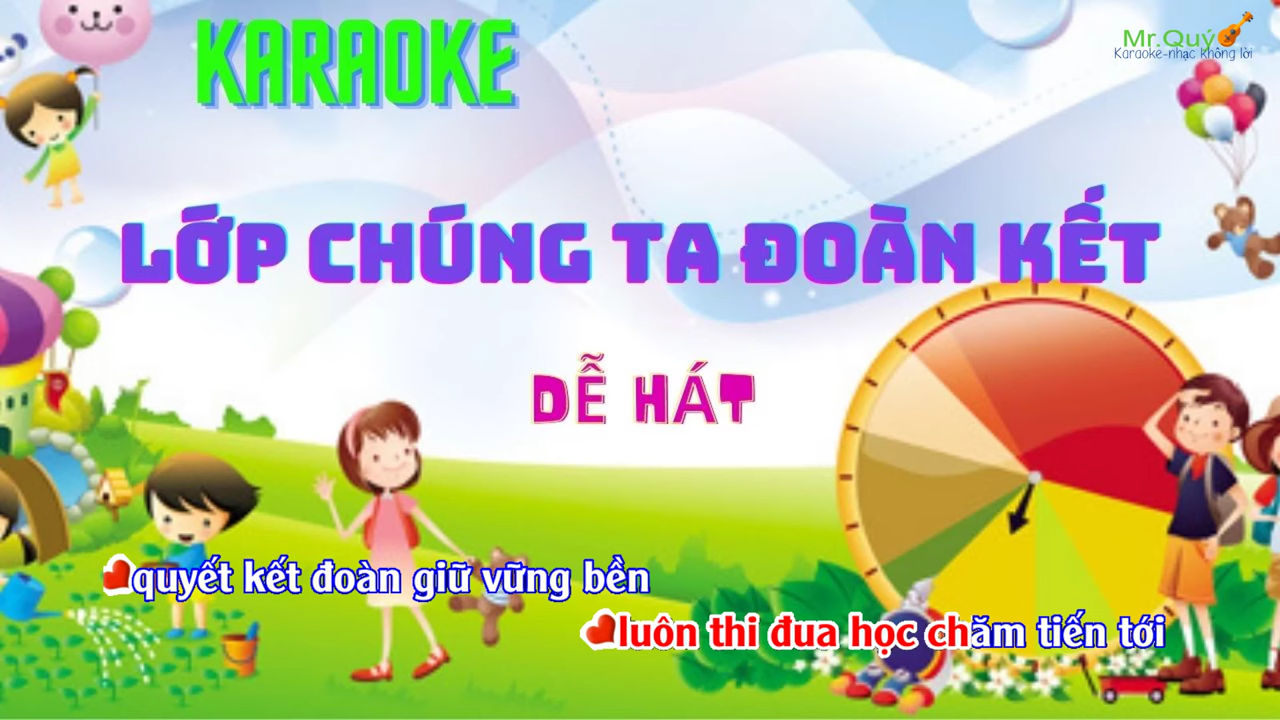 KARAOKE
Mr.Quý
Karaoke-nhạc không lời
LỚP CHÚNG TA ĐOÀN KẾT
DỄ HÁT
quyết kết đoàn giữ vững bền
luôn thi đua học chăm tiến tới